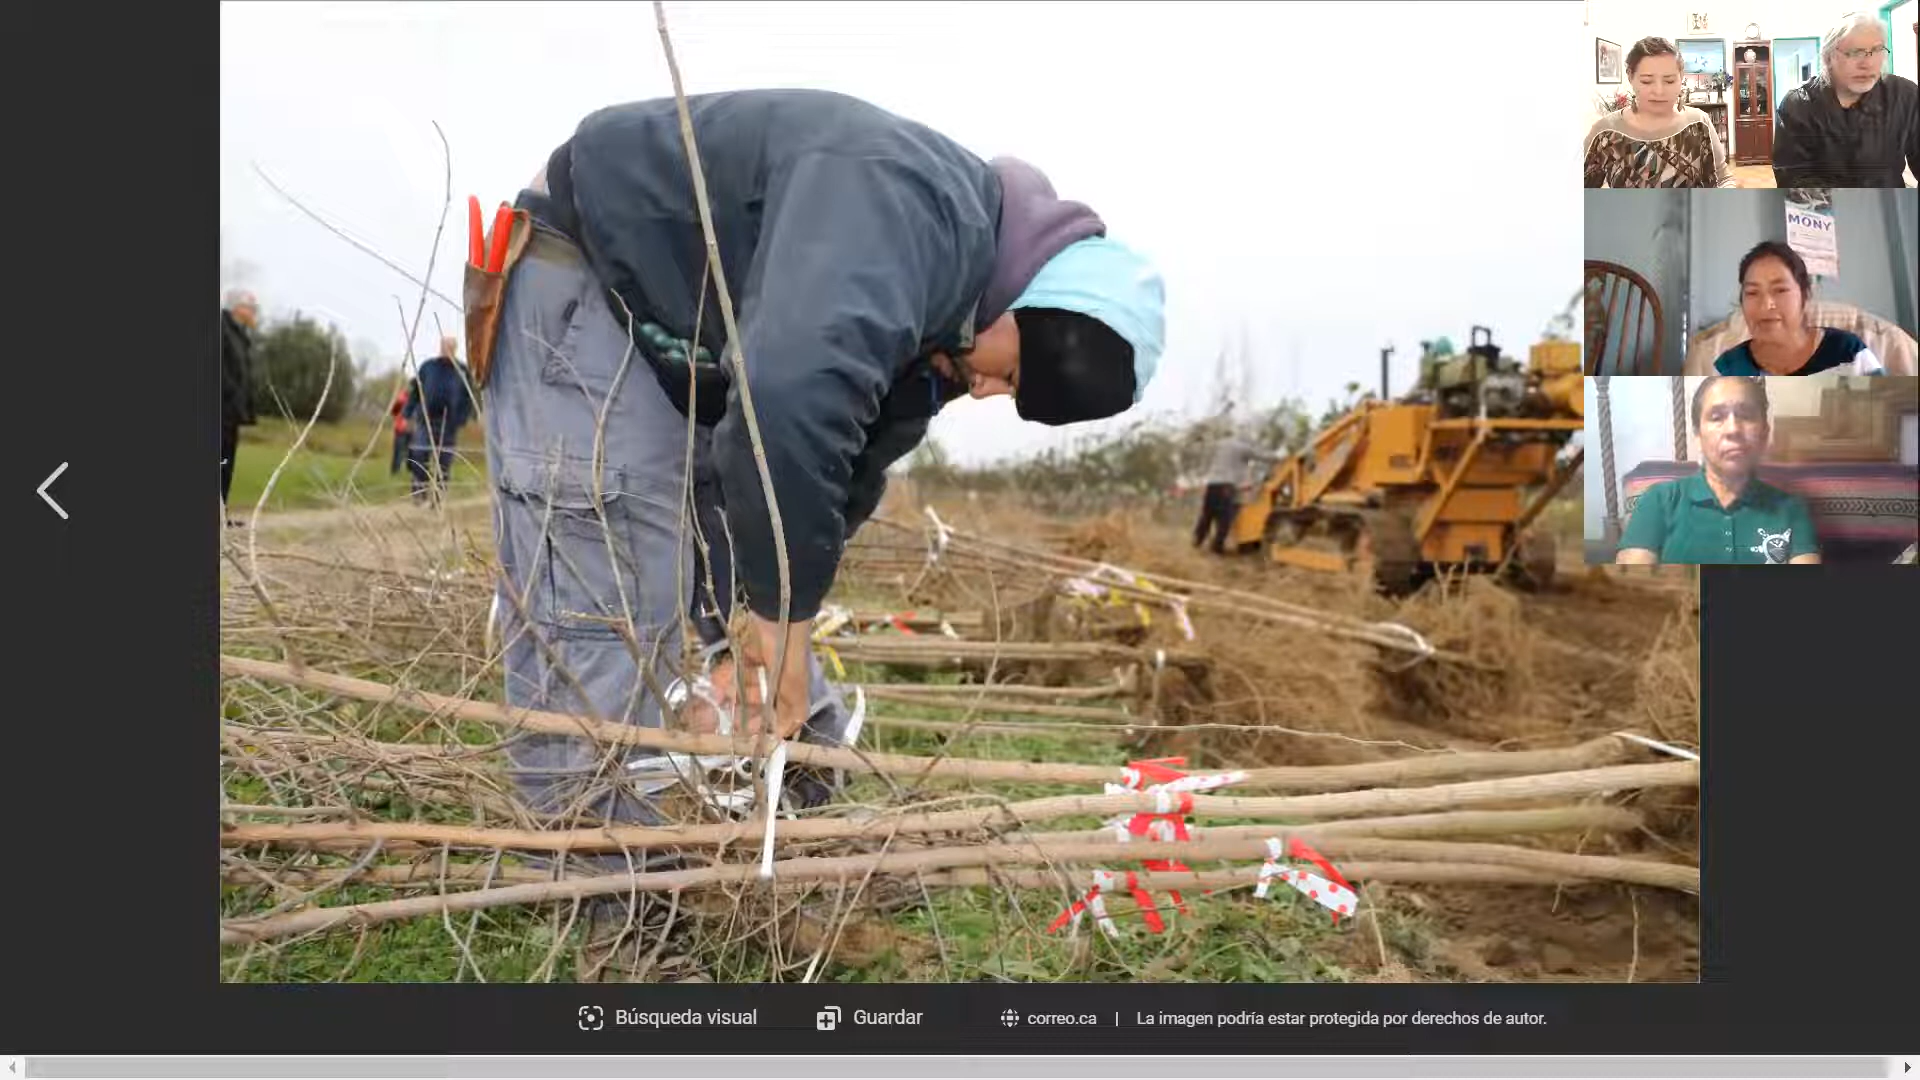 MONY
Búsqueda visual
Guardar
correo.ca | La imagen podría estar protegida por derechos de autor.